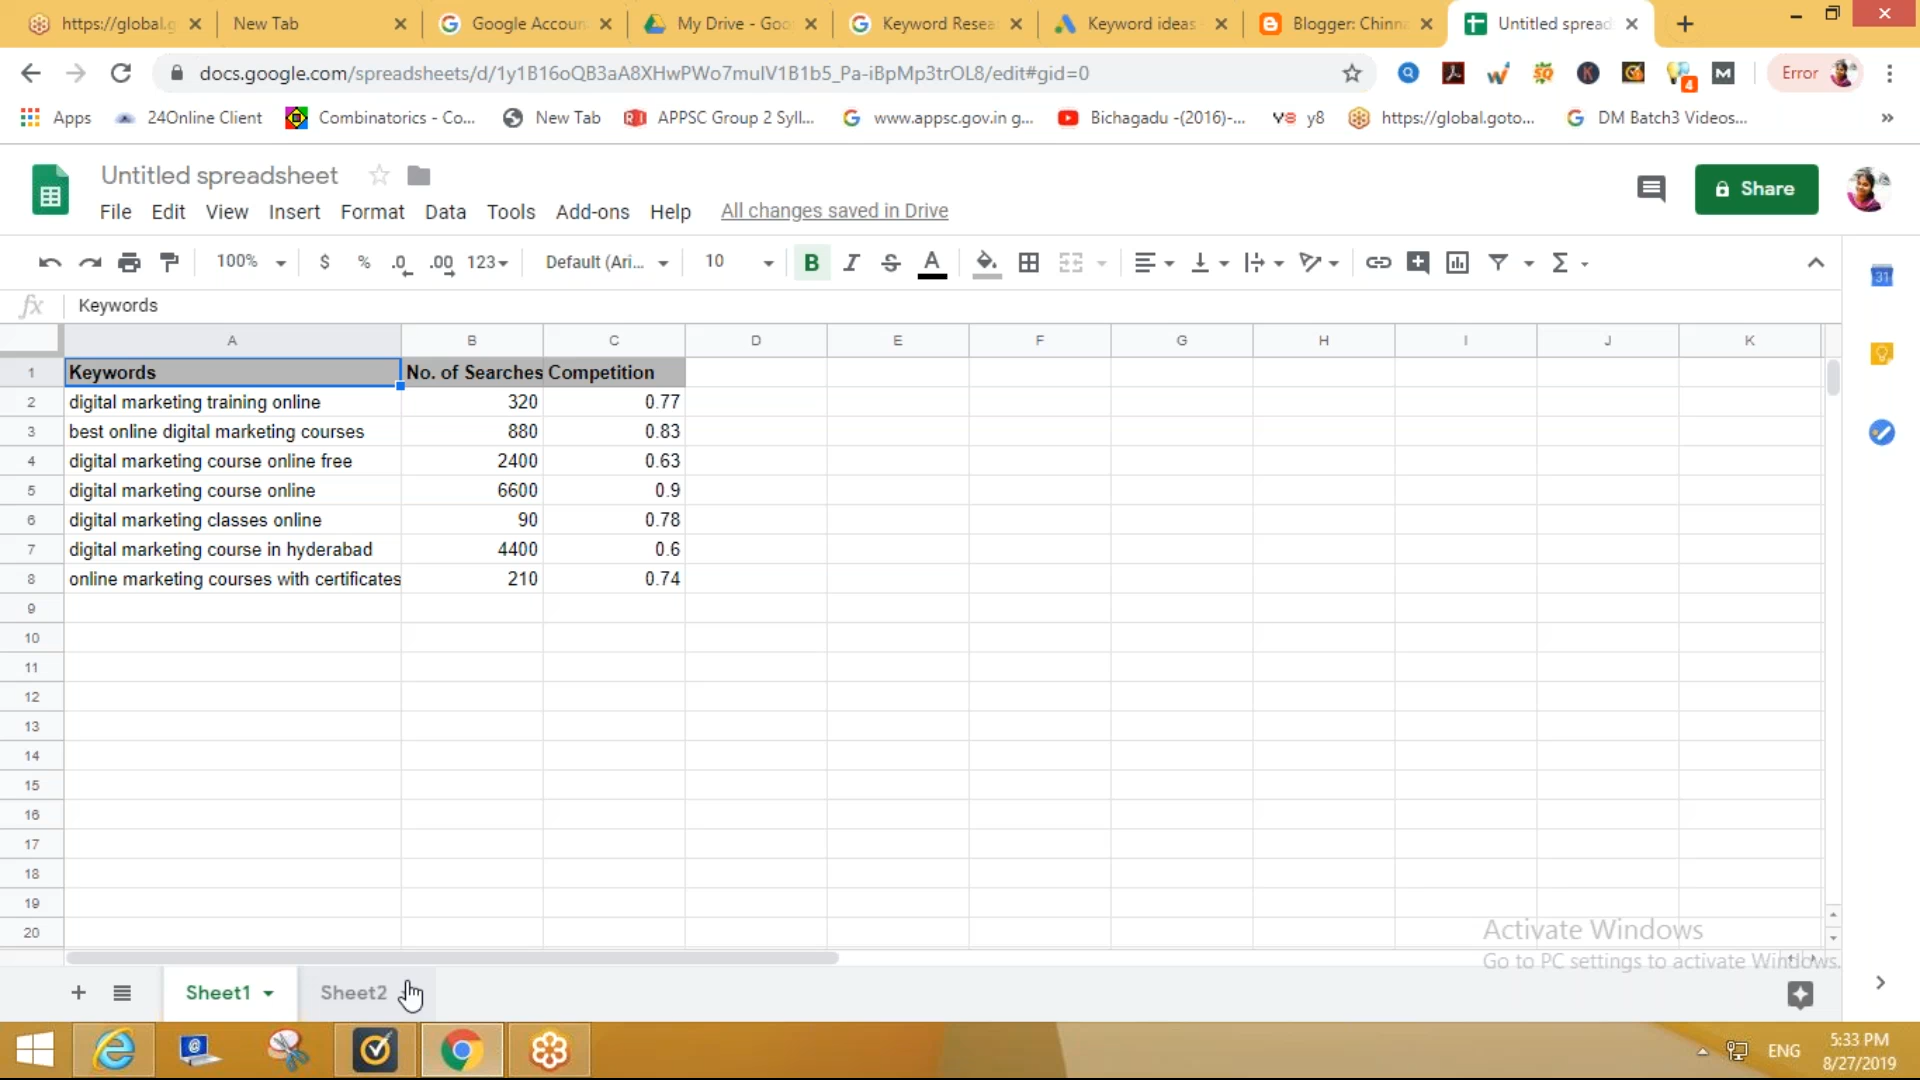 https://global.g
New Tab
Google Accoun
My Drive - Goo
Keyword Resea
Keyword ideas
Blogger: Chinna
Untitled spread
docs.google.com/spreadsheets/d/1y1B16oQB3aA8XHwPWo7mulV1B1b5_Pa-iBpMp3trOL8/edit#gid=0
4
Error
Apps
24Online Client
Combinatorics - Co...
New Tab
APPSC Group 2 Syll...
www.appsc.gov.in g...
Bichagadu -(2016)-...
y8
https://global.goto...
DM Batch3 Videos...
»
Untitled spreadsheet
File Edit View Insert Format Data Tools Add-ons Help All changes saved in Drive
Share
100% $ % .0 .00 123 Default (Ari... 10 B I S A
31
fx Keywords
A B C D E F G H I J K
1 Keywords No. of Searches Competition
2 digital marketing training online 320 0.77
3 best online digital marketing courses 880 0.83
4 digital marketing course online free 2400 0.63
5 digital marketing course online 6600 0.9
6 digital marketing classes online 90 0.78
7 digital marketing course in hyderabad 4400 0.6
8 online marketing courses with certificates 210 0.74
9
10
11
12
13
14
15
16
17
18
19
20
Activate Windows
Go to PC settings to activate Windows.
Sheet1
Sheet2
ENG
5:33 PM
8/27/2019